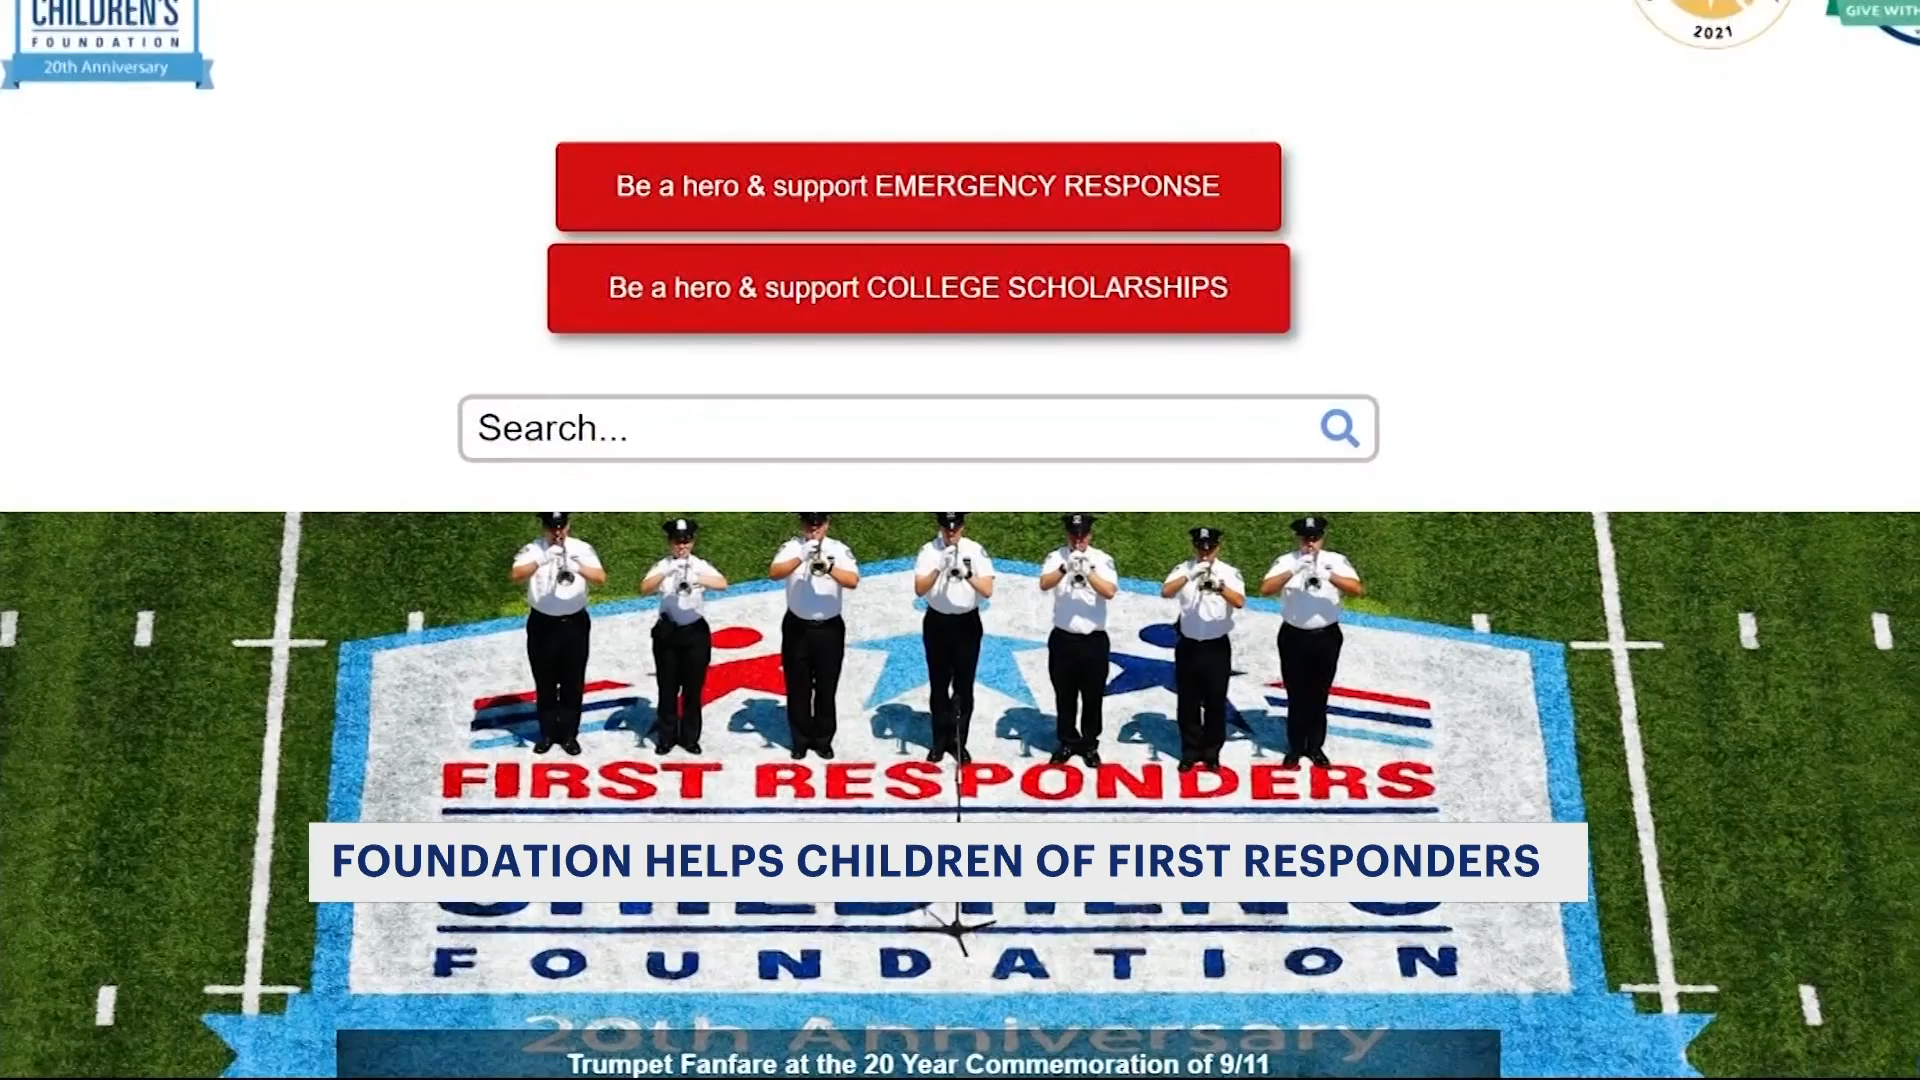 CHILDREN'S
FOUNDATION
20th Anniversary
2021
GIVE WITH
Be a hero & support EMERGENCY RESPONSE
Be a hero & support COLLEGE SCHOLARSHIPS
Search...
FIRST RESPONDERS
FOUNDATION HELPS CHILDREN OF FIRST RESPONDERS
FOUNDATION
20th Anniversary
Trumpet Fanfare at the 20 Year Commemoration of 9/11